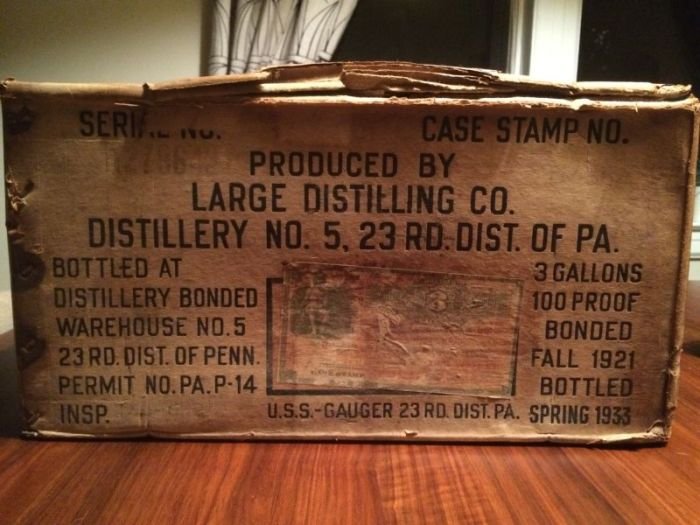 SERIAL NO. CASE STAMP NO.
PRODUCED BY
LARGE DISTILLING CO.
DISTILLERY NO. 5, 23 RD. DIST. OF PA.
BOTTLED AT
DISTILLERY BONDED
WAREHOUSE NO. 5
23 RD. DIST. OF PENN.
PERMIT NO. PA. P-14
INSP.
3 GALLONS
100 PROOF
BONDED
FALL 1921
BOTTLED
SPRING 1933
U.S.S.-GAUGER 23 RD. DIST. PA.